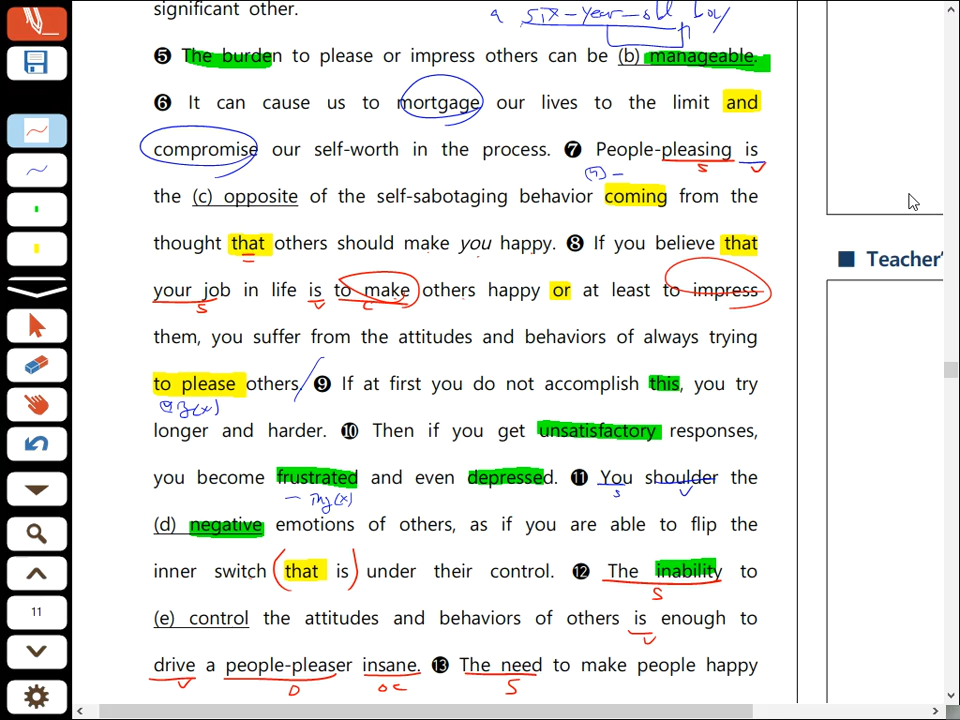 significant other.
a six-year-old boy
❺ The burden to please or impress others can be (b) manageable.
❻ It can cause us to mortgage our lives to the limit and
compromise our self-worth in the process. ❼ People-pleasing is
S V
the (c) opposite of the self-sabotaging behavior coming from the
thought that others should make you happy. ❽ If you believe that
your job in life is to make others happy or at least to impress
S V C
them, you suffer from the attitudes and behaviors of always trying
to please others ❾ If at first you do not accomplish this, you try
longer and harder. ❿ Then if you get unsatisfactory responses,
you become frustrated and even depressed. ⓫ You shoulder the
– ing(x) S V
(d) negative emotions of others, as if you are able to flip the
inner switch (that is) under their control. ⓬ The inability to
S
(e) control the attitudes and behaviors of others is enough to
V
drive a people-pleaser insane. ⓭ The need to make people happy
V O OC S
■ Teacher'
11